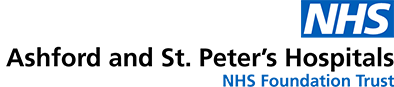 NHS
Ashford and St. Peter's Hospitals
NHS Foundation Trust